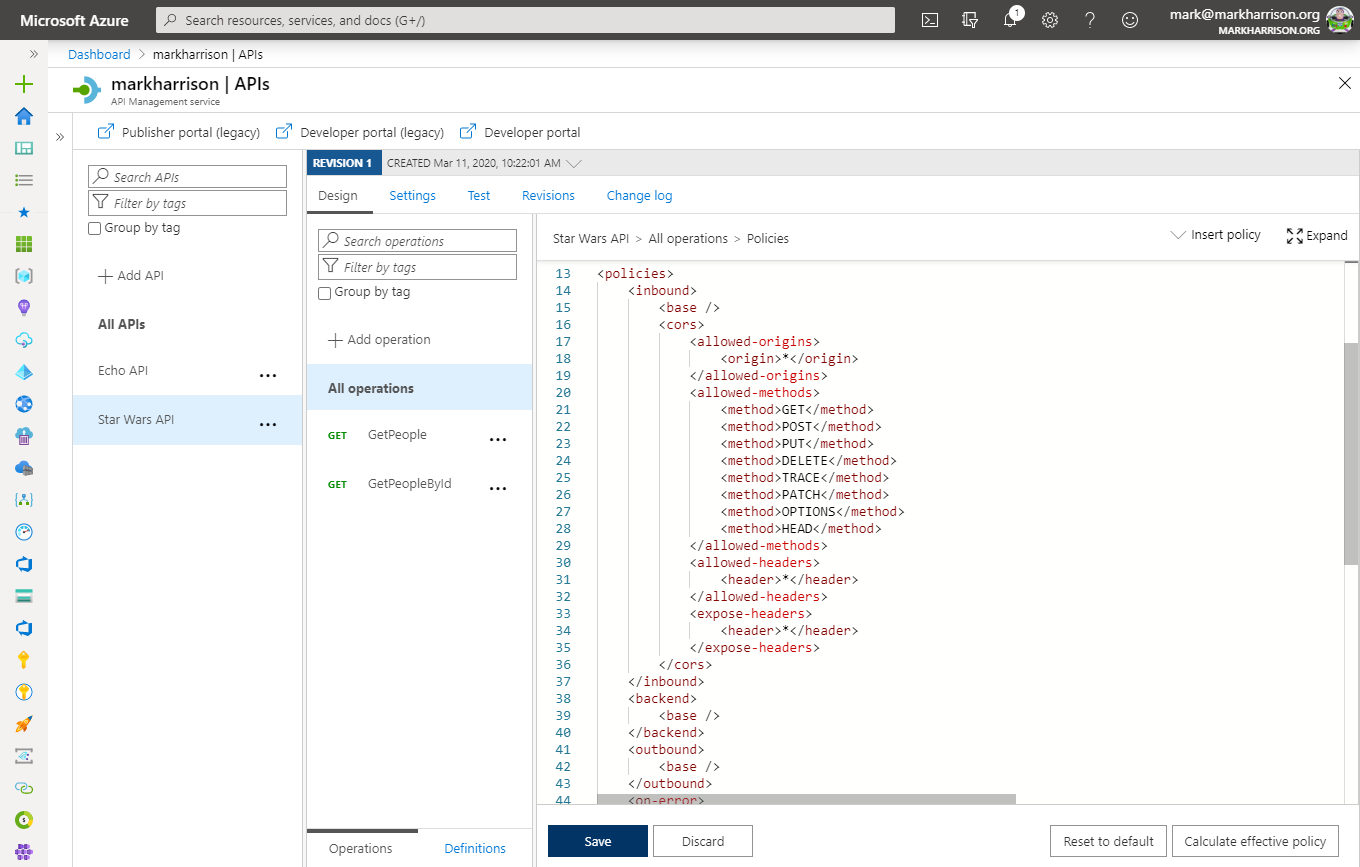 Microsoft Azure
Search resources, services, and docs (G+/)
1
mark@markharrison.org
MARKHARRISON.ORG
Dashboard > markharrison | APIs
markharrison | APIs
API Management service
Publisher portal (legacy)
Developer portal (legacy)
Developer portal
Search APIs
Filter by tags
Group by tag
Add API
All APIs
Echo API
Star Wars API
REVISION 1
CREATED Mar 11, 2020, 10:22:01 AM
Design
Settings
Test
Revisions
Change log
Search operations
Filter by tags
Group by tag
Add operation
All operations
GET GetPeople
GET GetPeopleById
Operations
Definitions
Star Wars API > All operations > Policies
Insert policy
Expand
13 <policies>
14 <inbound>
15 <base />
16 <cors>
17 <allowed-origins>
18 <origin>*</origin>
19 </allowed-origins>
20 <allowed-methods>
21 <method>GET</method>
22 <method>POST</method>
23 <method>PUT</method>
24 <method>DELETE</method>
25 <method>TRACE</method>
26 <method>PATCH</method>
27 <method>OPTIONS</method>
28 <method>HEAD</method>
29 </allowed-methods>
30 <allowed-headers>
31 <header>*</header>
32 </allowed-headers>
33 <expose-headers>
34 <header>*</header>
35 </expose-headers>
36 </cors>
37 </inbound>
38 <backend>
39 <base />
40 </backend>
41 <outbound>
42 <base />
43 </outbound>
44 <on-error>
Save
Discard
Reset to default
Calculate effective policy